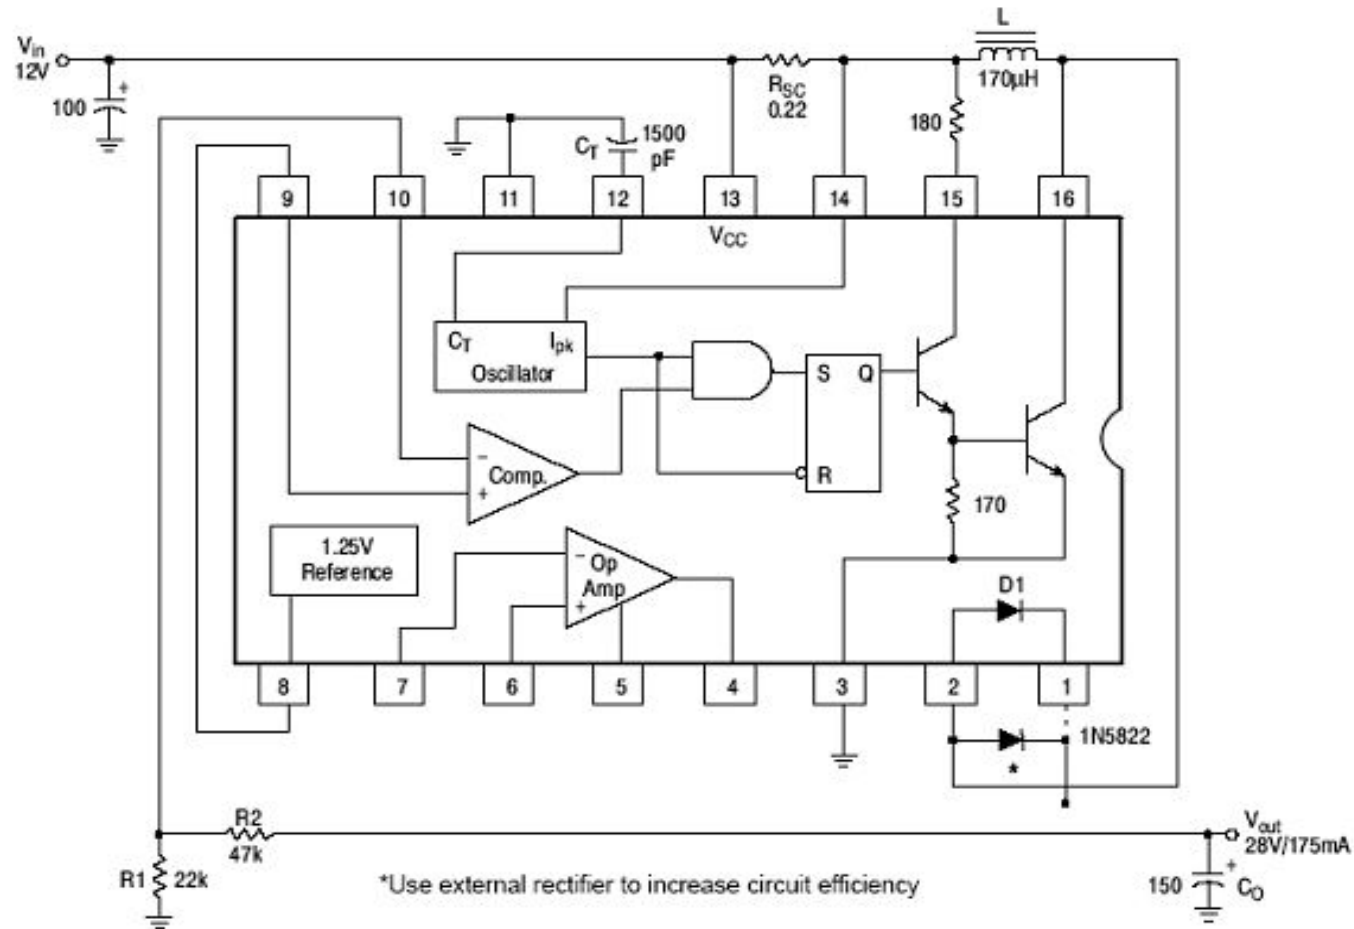 L
Vin
12V
100
+
RSC
0.22
170µH
180
CT
1500
pF
9
10
11
12
13
14
15
16
VCC
CT
Ipk
Oscillator
S
Q
R
−
Comp.
+
170
1.25V
Reference
−
Op
Amp
+
D1
8
7
6
5
4
3
2
1
1N5822
*
R2
47k
Vout
28V/175mA
R1
22k
*Use external rectifier to increase circuit efficiency
150
+
CO